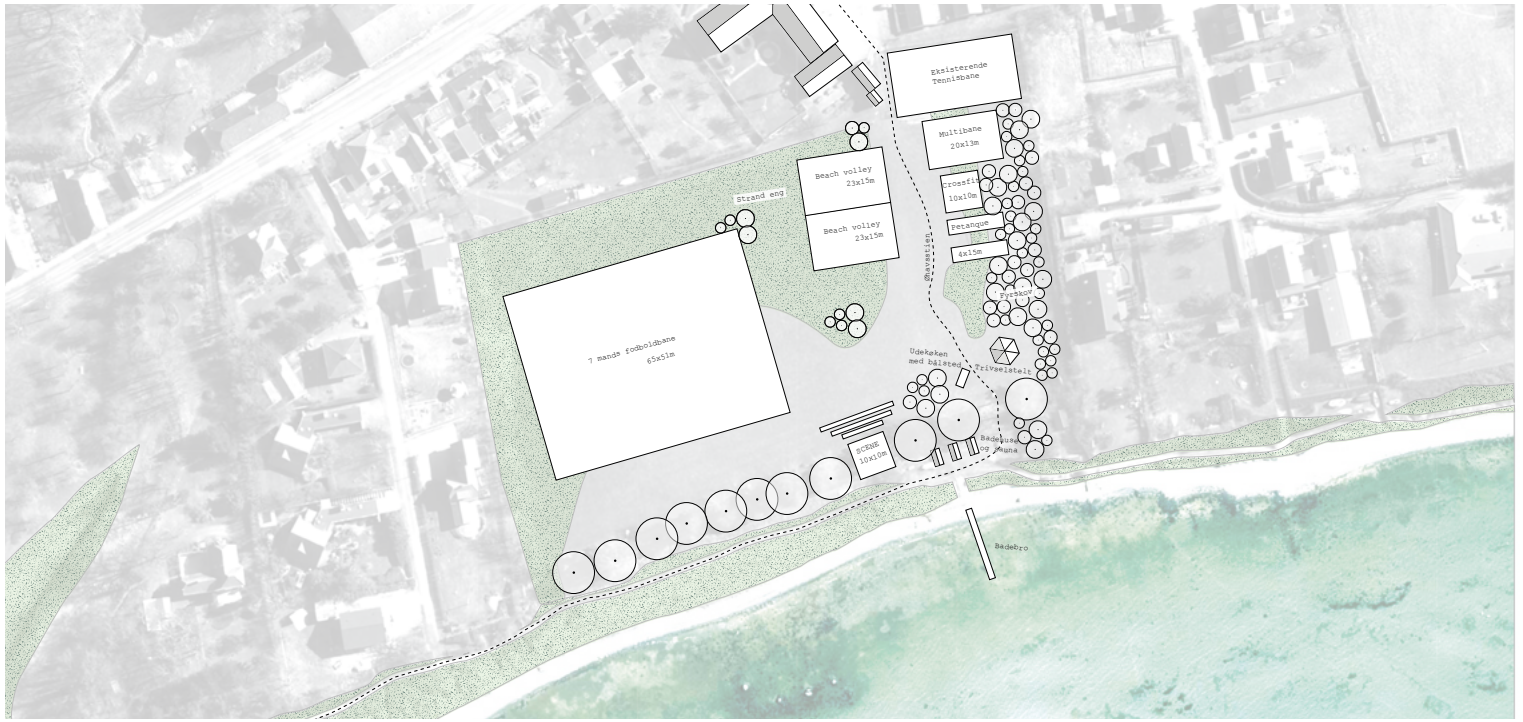 Eksisterende
Tennisbane
Multibane
20x13m
Beach volley
23x15m
Crossfit
10x10m
Strand eng
Petanque
Beach volley
23x15m
4x15m
Øhavsstien
Fyrskov
7 mands fodboldbane
65x51m
Udekøken
med bålsted
Trivselstelt
SCENE
10x10m
Badehuse
og sauna
Badebro